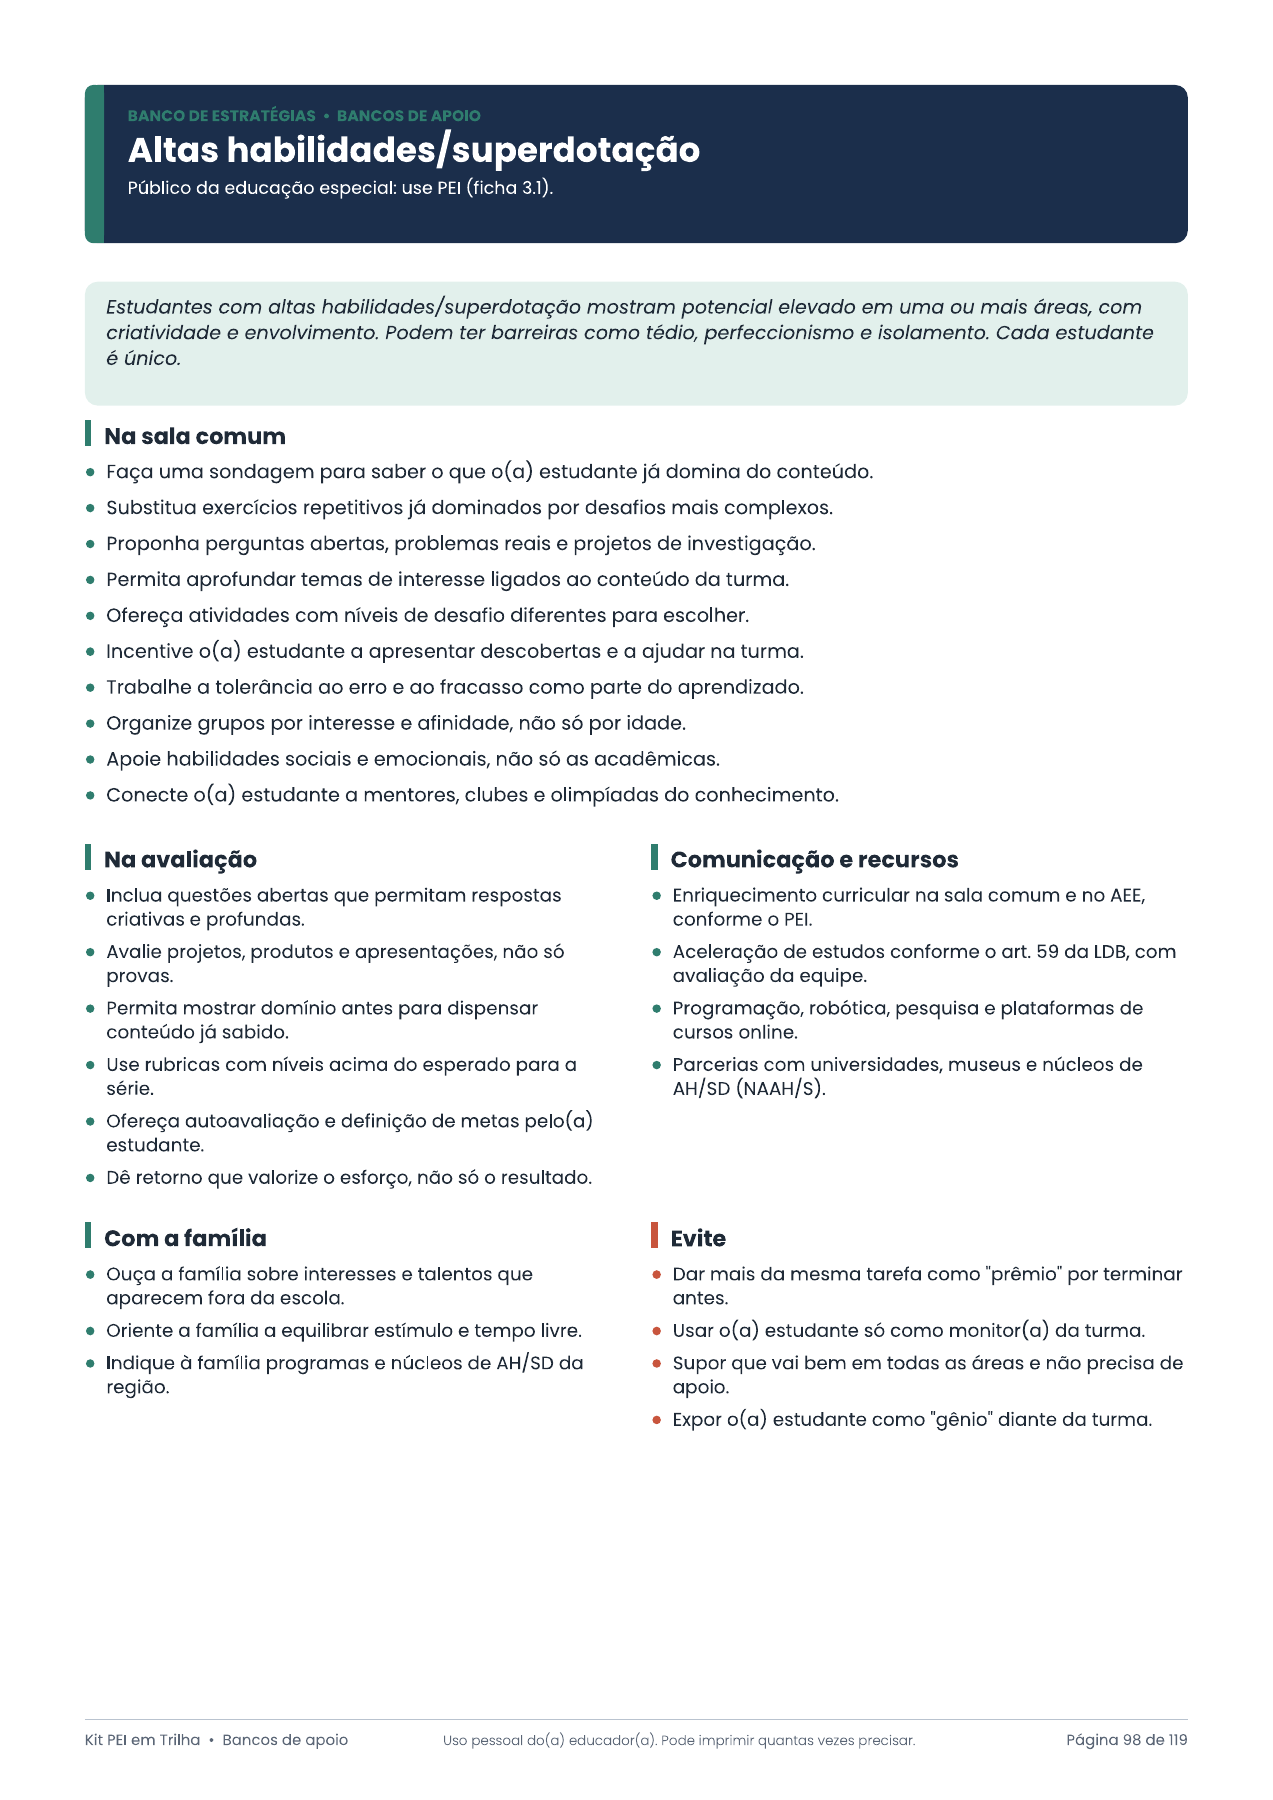 BANCO DE ESTRATÉGIAS • BANCOS DE APOIO
Altas habilidades/superdotação
Público da educação especial: use PEI (ficha 3.1).
Estudantes com altas habilidades/superdotação mostram potencial elevado em uma ou mais áreas, com
criatividade e envolvimento. Podem ter barreiras como tédio, perfeccionismo e isolamento. Cada estudante
é único.
Na sala comum
• Faça uma sondagem para saber o que o(a) estudante já domina do conteúdo.
• Substitua exercícios repetitivos já dominados por desafios mais complexos.
• Proponha perguntas abertas, problemas reais e projetos de investigação.
• Permita aprofundar temas de interesse ligados ao conteúdo da turma.
• Ofereça atividades com níveis de desafio diferentes para escolher.
• Incentive o(a) estudante a apresentar descobertas e a ajudar na turma.
• Trabalhe a tolerância ao erro e ao fracasso como parte do aprendizado.
• Organize grupos por interesse e afinidade, não só por idade.
• Apoie habilidades sociais e emocionais, não só as acadêmicas.
• Conecte o(a) estudante a mentores, clubes e olimpíadas do conhecimento.
Na avaliação
• Inclua questões abertas que permitam respostas
criativas e profundas.
• Avalie projetos, produtos e apresentações, não só
provas.
• Permita mostrar domínio antes para dispensar
conteúdo já sabido.
• Use rubricas com níveis acima do esperado para a
série.
• Ofereça autoavaliação e definição de metas pelo(a)
estudante.
• Dê retorno que valorize o esforço, não só o resultado.
Comunicação e recursos
• Enriquecimento curricular na sala comum e no AEE,
conforme o PEI.
• Aceleração de estudos conforme o art. 59 da LDB, com
avaliação da equipe.
• Programação, robótica, pesquisa e plataformas de
cursos online.
• Parcerias com universidades, museus e núcleos de
AH/SD (NAAH/S).
Com a família
• Ouça a família sobre interesses e talentos que
aparecem fora da escola.
• Oriente a família a equilibrar estímulo e tempo livre.
• Indique à família programas e núcleos de AH/SD da
região.
Evite
• Dar mais da mesma tarefa como "prêmio" por terminar
antes.
• Usar o(a) estudante só como monitor(a) da turma.
• Supor que vai bem em todas as áreas e não precisa de
apoio.
• Expor o(a) estudante como "gênio" diante da turma.
Kit PEI em Trilha • Bancos de apoio
Uso pessoal do(a) educador(a). Pode imprimir quantas vezes precisar.
Página 98 de 119